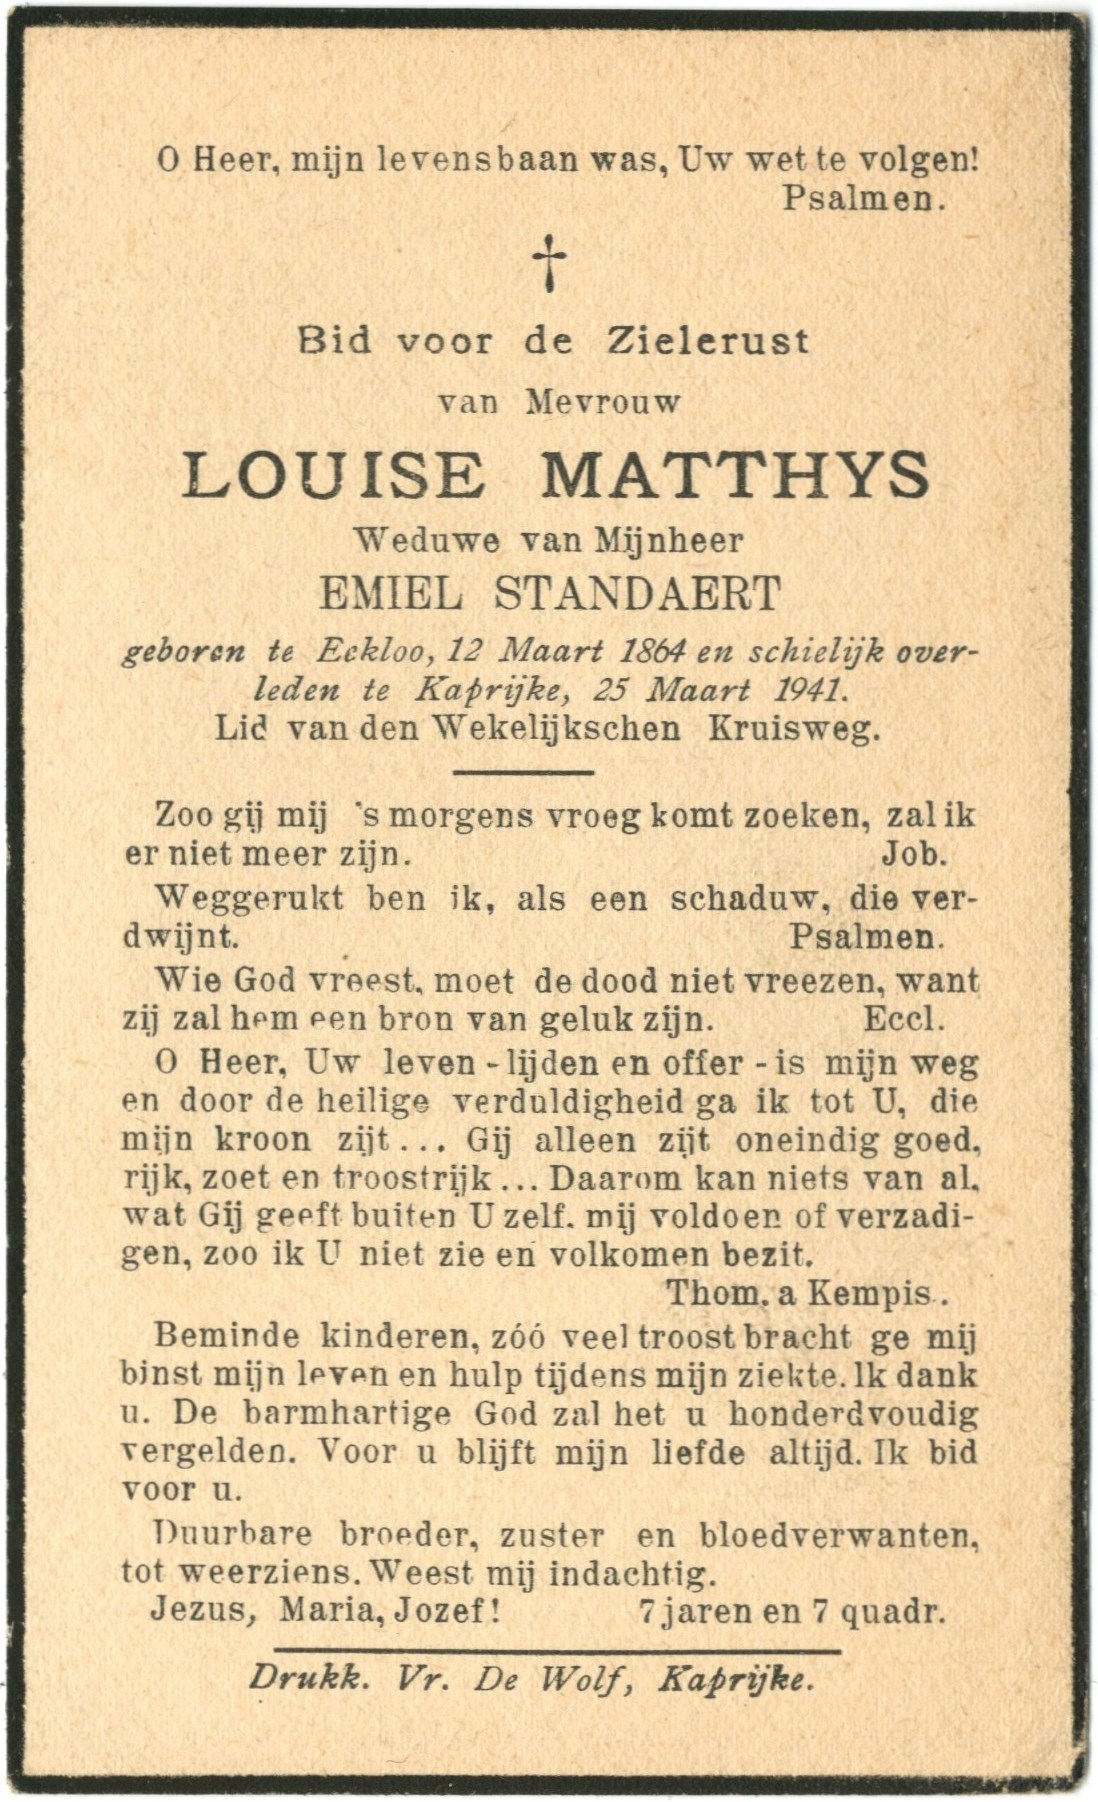 O Heer, mijn levensbaan was, Uw wet te volgen!
Psalmen.
†
Bid voor de Zielerust
van Mevrouw
LOUISE MATTHYS
Weduwe van Mijnheer
EMIEL STANDAERT
geboren te Eekloo, 12 Maart 1864 en schielijk over-
leden te Kaprijke, 25 Maart 1941.
Lid van den Wekelijkschen Kruisweg.
Zoo gij mij 's morgens vroeg komt zoeken, zal ik
er niet meer zijn. Job.
Weggerukt ben ik, als een schaduw, die ver-
dwijnt. Psalmen.
Wie God vreest, moet de dood niet vreezen, want
zij zal hem een bron van geluk zijn. Eccl.
O Heer, Uw leven - lijden en offer - is mijn weg
en door de heilige verduldigheid ga ik tot U, die
mijn kroon zijt... Gij alleen zijt oneindig goed,
rijk, zoet en troostrijk... Daarom kan niets van al,
wat Gij geeft buiten U zelf, mij voldoen of verzadi-
gen, zoo ik U niet zie en volkomen bezit.
Thom. a Kempis.
Beminde kinderen, zóó veel troost bracht ge mij
binst mijn leven en hulp tijdens mijn ziekte. Ik dank
u. De barmhartige God zal het u honderdvoudig
vergelden. Voor u blijft mijn liefde altijd. Ik bid
voor u.
Duurbare broeder, zuster en bloedverwanten,
tot weerziens. Weest mij indachtig.
Jezus, Maria, Jozef! 7 jaren en 7 quadr.
Drukk. Vr. De Wolf, Kaprijke.